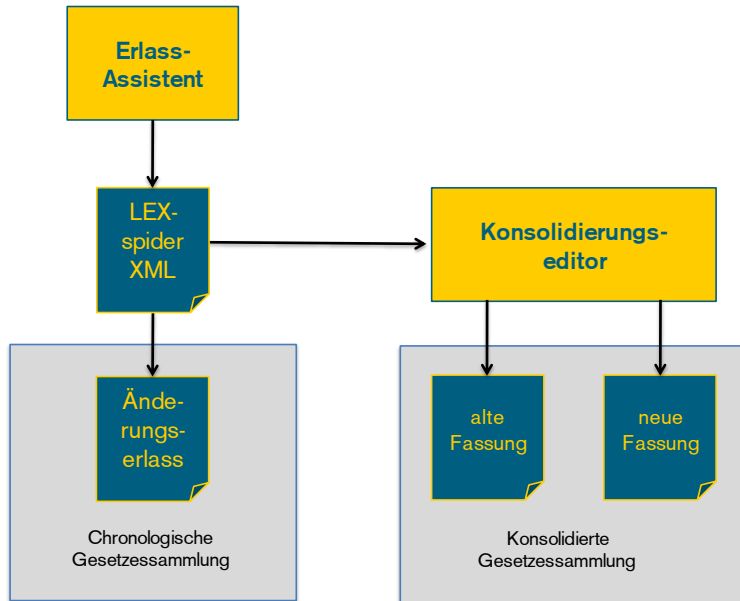 Erlass-
Assistent
LEX-
spider
XML
Konsolidierungs-
editor
Ände-
rungs-
erlass
alte
Fassung
neue
Fassung
Chronologische
Gesetzessammlung
Konsolidierte
Gesetzessammlung